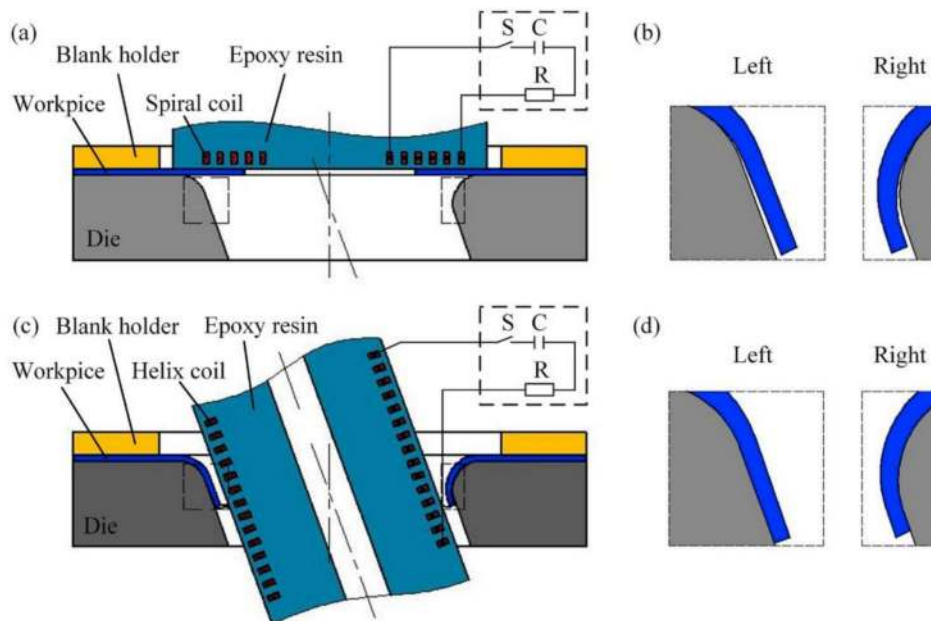 (a)
Blank holder
Epoxy resin
Workpice
Spiral coil
S
C
R
Die
(b)
Left
Right
(c)
Blank holder
Epoxy resin
Workpice
Helix coil
S
C
R
Die
(d)
Left
Right